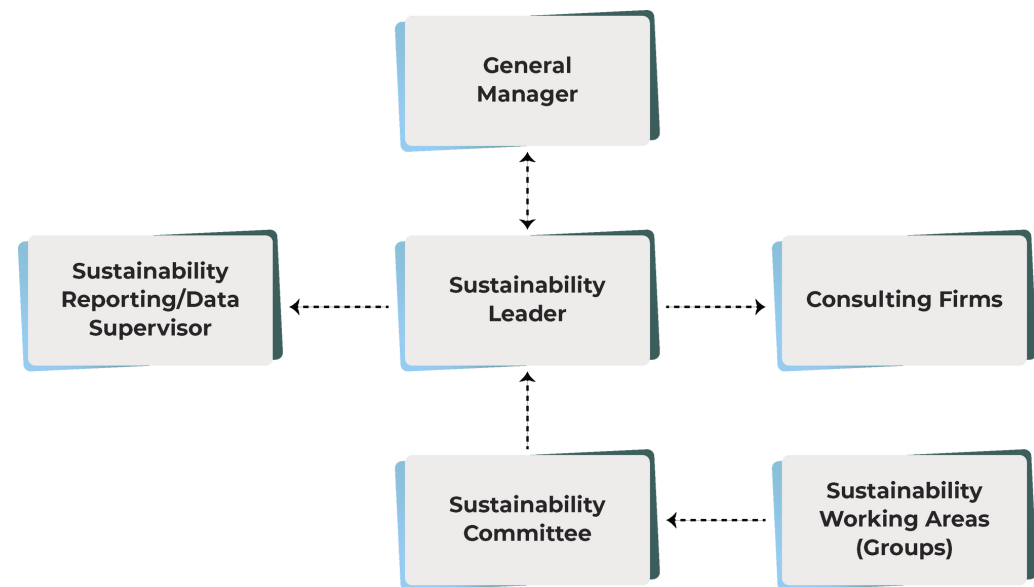 General
Manager
Sustainability
Reporting/Data
Supervisor
Sustainability
Leader
Consulting Firms
Sustainability
Committee
Sustainability
Working Areas
(Groups)